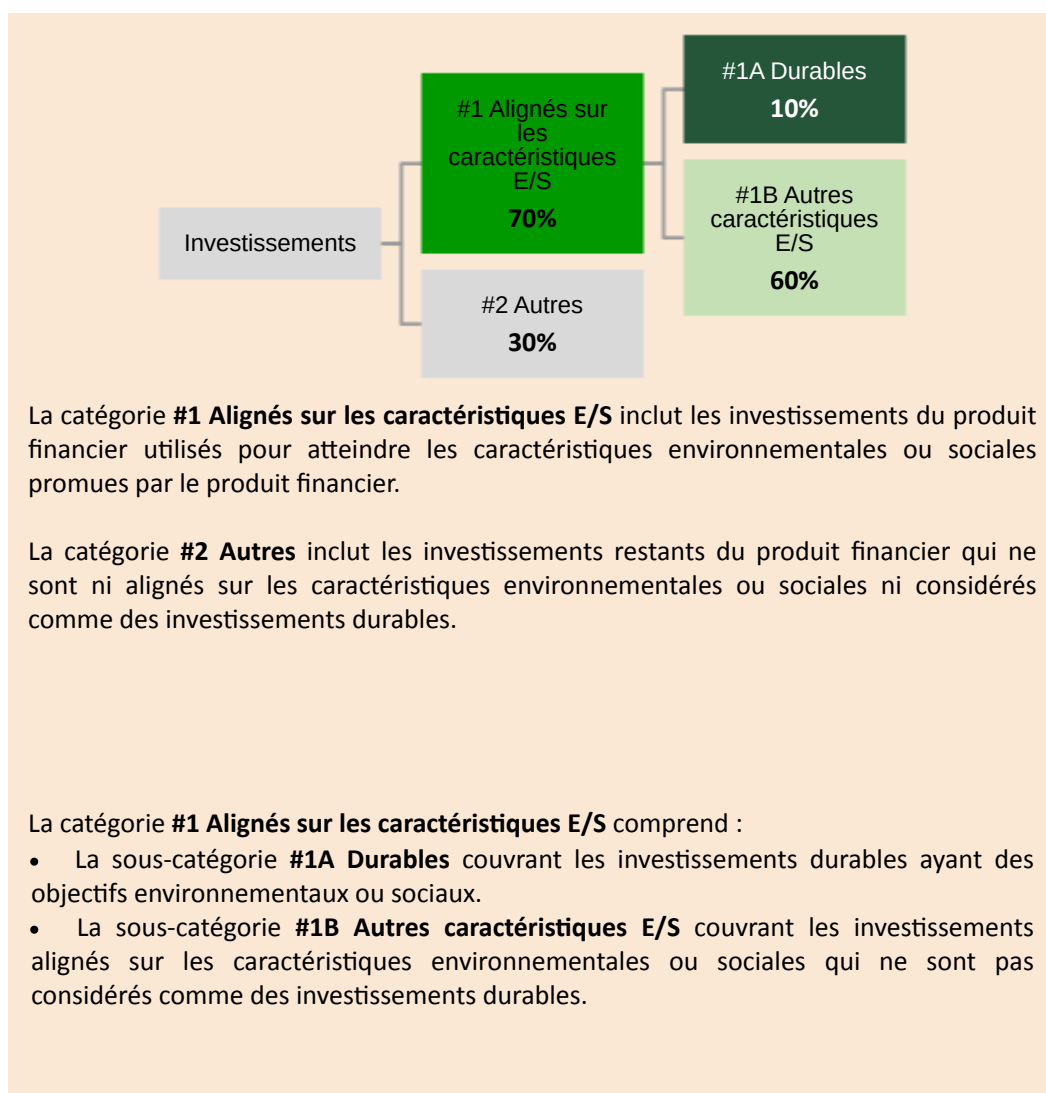 #1A Durables
10%
#1 Alignés sur
les
caractéristiques
E/S
70%
#1B Autres
caractéristiques
E/S
60%
Investissements
#2 Autres
30%
La catégorie #1 Alignés sur les caractéristiques E/S inclut les investissements du produit
financier utilisés pour atteindre les caractéristiques environnementales ou sociales
promues par le produit financier.
La catégorie #2 Autres inclut les investissements restants du produit financier qui ne
sont ni alignés sur les caractéristiques environnementales ou sociales ni considérés
comme des investissements durables.
La catégorie #1 Alignés sur les caractéristiques E/S comprend :
• La sous-catégorie #1A Durables couvrant les investissements durables ayant des
objectifs environnementaux ou sociaux.
• La sous-catégorie #1B Autres caractéristiques E/S couvrant les investissements
alignés sur les caractéristiques environnementales ou sociales qui ne sont pas
considérés comme des investissements durables.